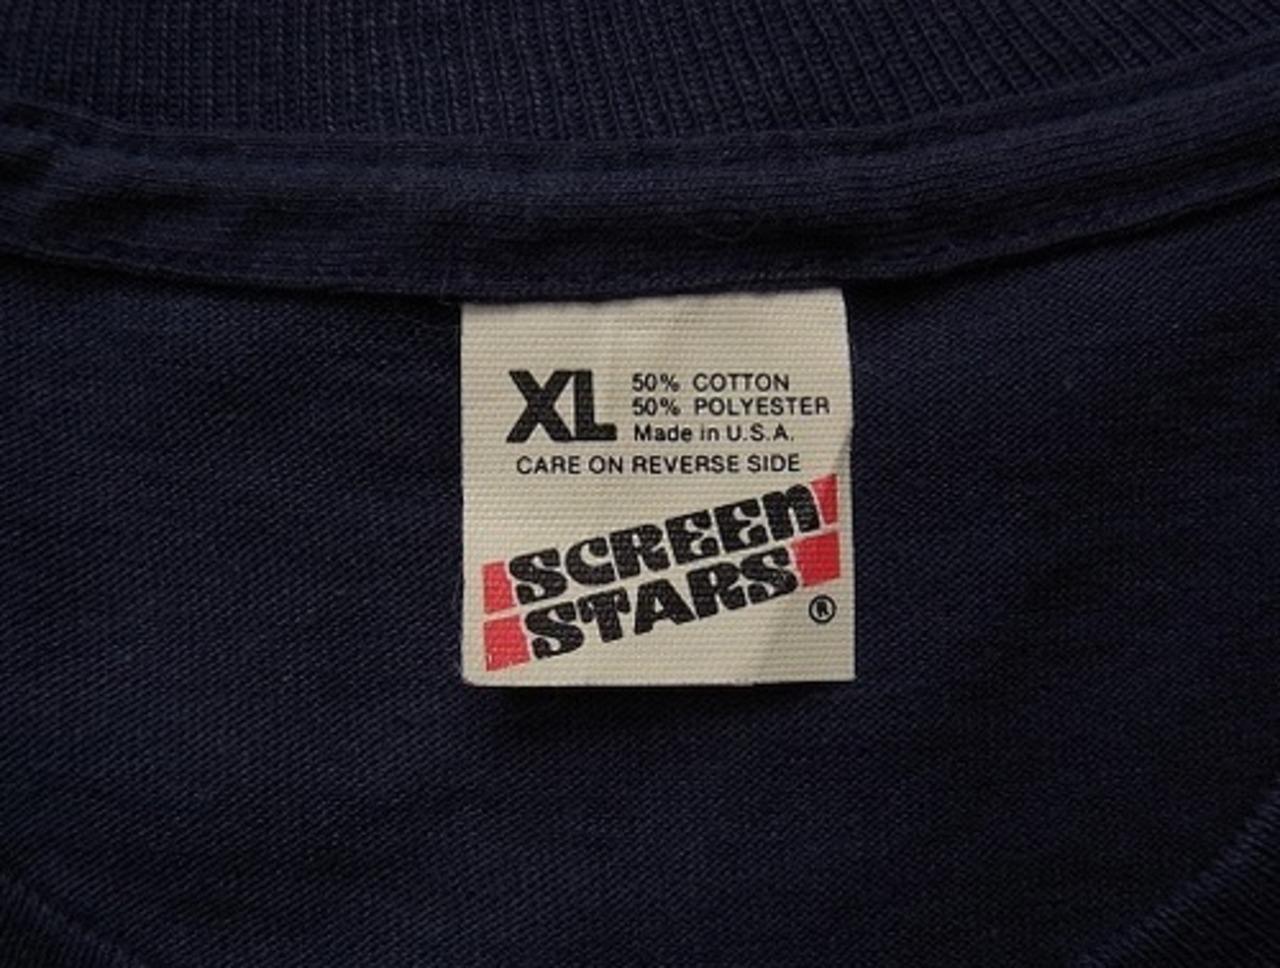 XL
50% COTTON
50% POLYESTER
Made in U.S.A.
CARE ON REVERSE SIDE
SCREEN
STARS
®